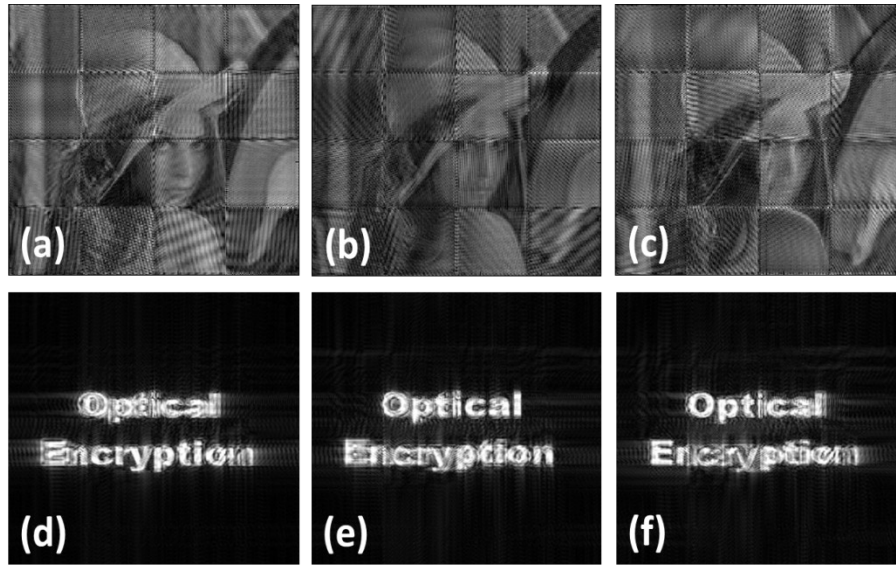 (a)
(b)
(c)
Optical
Encryption
(d)
Optical
Encryption
(e)
Optical
Encryption
(f)